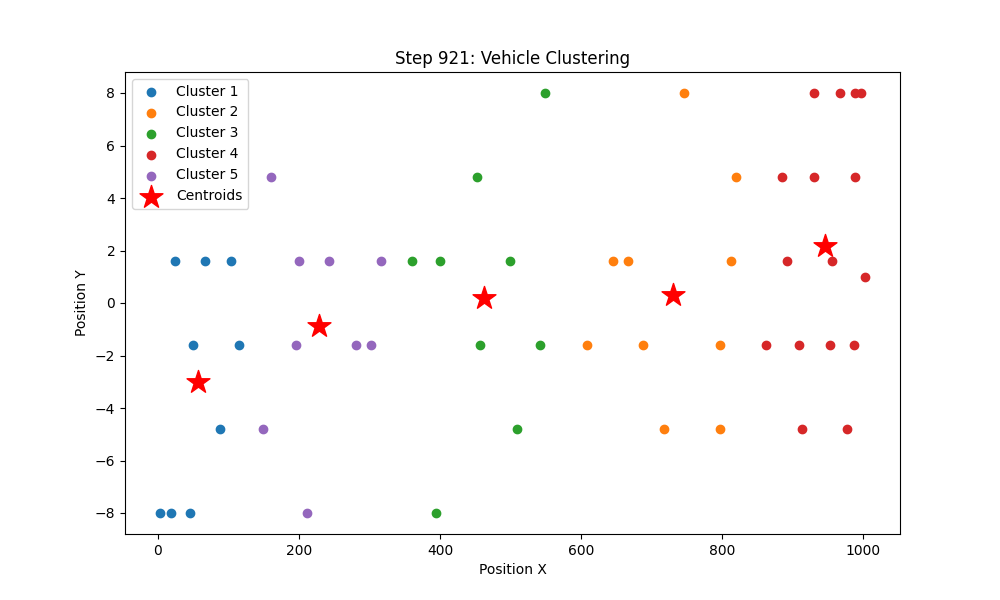 Step 921: Vehicle Clustering
Cluster 1
Cluster 2
Cluster 3
Cluster 4
Cluster 5
Centroids
8
6
4
2
0
−2
−4
−6
−8
Position Y
0 200 400 600 800 1000
Position X